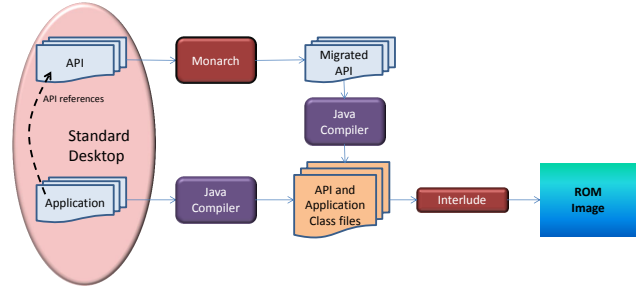 API
Monarch
Migrated
API
API references
Java
Compiler
Standard
Desktop
Application
Java
Compiler
API and
Application
Class files
Interlude
ROM
Image